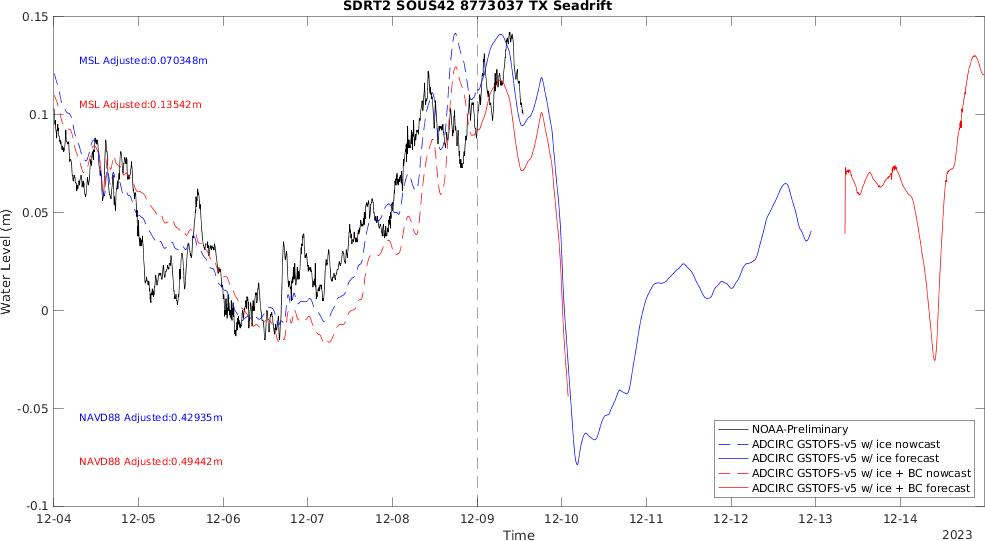 SDRT2 SOUS42 8773037 TX Seadrift
0.15
0.1
0.05
0
-0.05
-0.1
Water Level (m)
MSL Adjusted:0.070348m
MSL Adjusted:0.13542m
NAVD88 Adjusted:0.42935m
NAVD88 Adjusted:0.49442m
NOAA-Preliminary
ADCIRC GSTOFS-v5 w/ ice nowcast
ADCIRC GSTOFS-v5 w/ ice forecast
ADCIRC GSTOFS-v5 w/ ice + BC nowcast
ADCIRC GSTOFS-v5 w/ ice + BC forecast
12-04 12-05 12-06 12-07 12-08 12-09 12-10 12-11 12-12 12-13 12-14
Time
2023